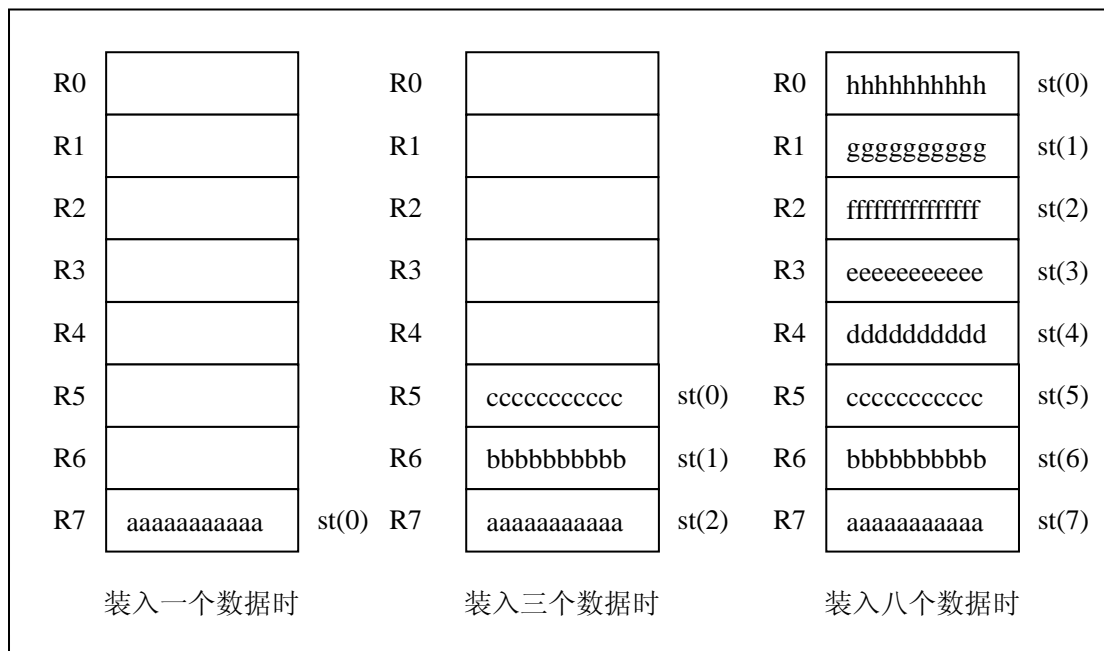 R0
R0
R0 hhhhhhhhhh st(0)
R1
R1
R1 gggggggggg st(1)
R2
R2
R2 ffffffffffffff st(2)
R3
R3
R3 eeeeeeeeeee st(3)
R4
R4
R4 dddddddddd st(4)
R5
R5 ccccccccccc st(0)
R5 ccccccccccc st(5)
R6
R6 bbbbbbbbbb st(1)
R6 bbbbbbbbbb st(6)
R7 aaaaaaaaaaa st(0)
R7 aaaaaaaaaaa st(2)
R7 aaaaaaaaaaa st(7)
装入一个数据时
装入三个数据时
装入八个数据时